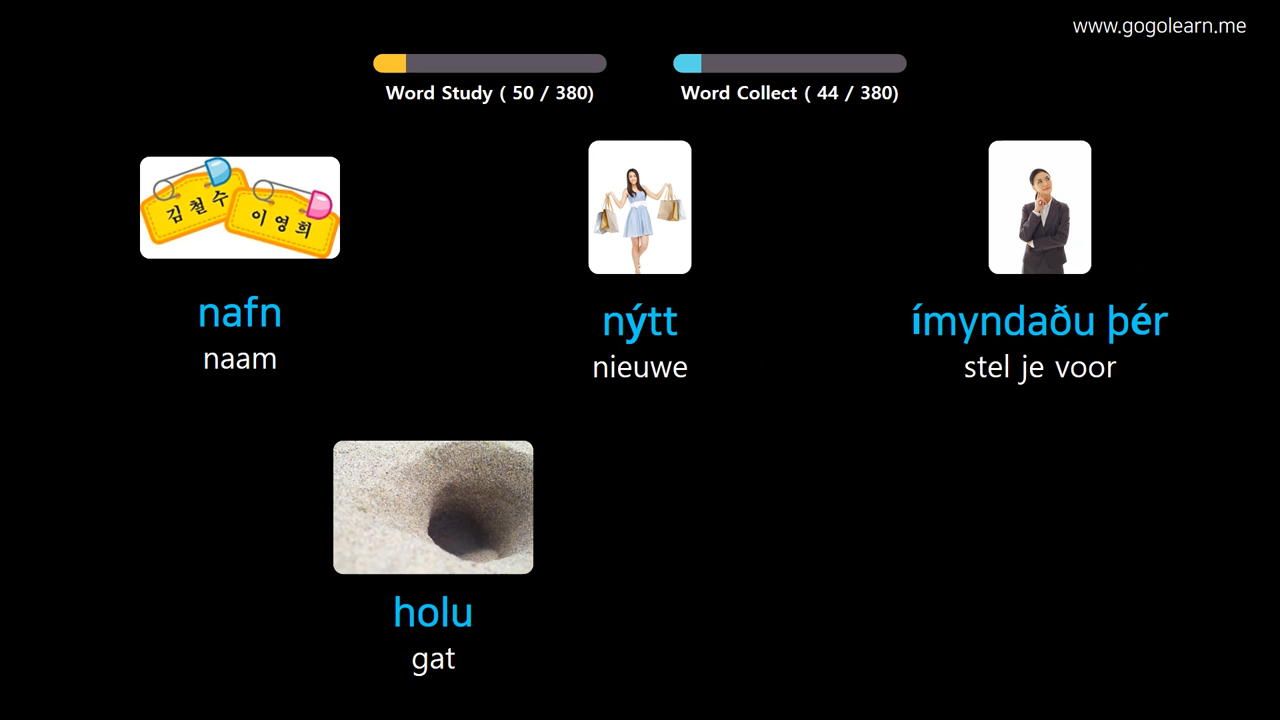 www.gogolearn.me
Word Study ( 50 / 380)
Word Collect ( 44 / 380)
김철수
이영희
nafn
naam
nýtt
nieuwe
ímyndaðu þér
stel je voor
holu
gat